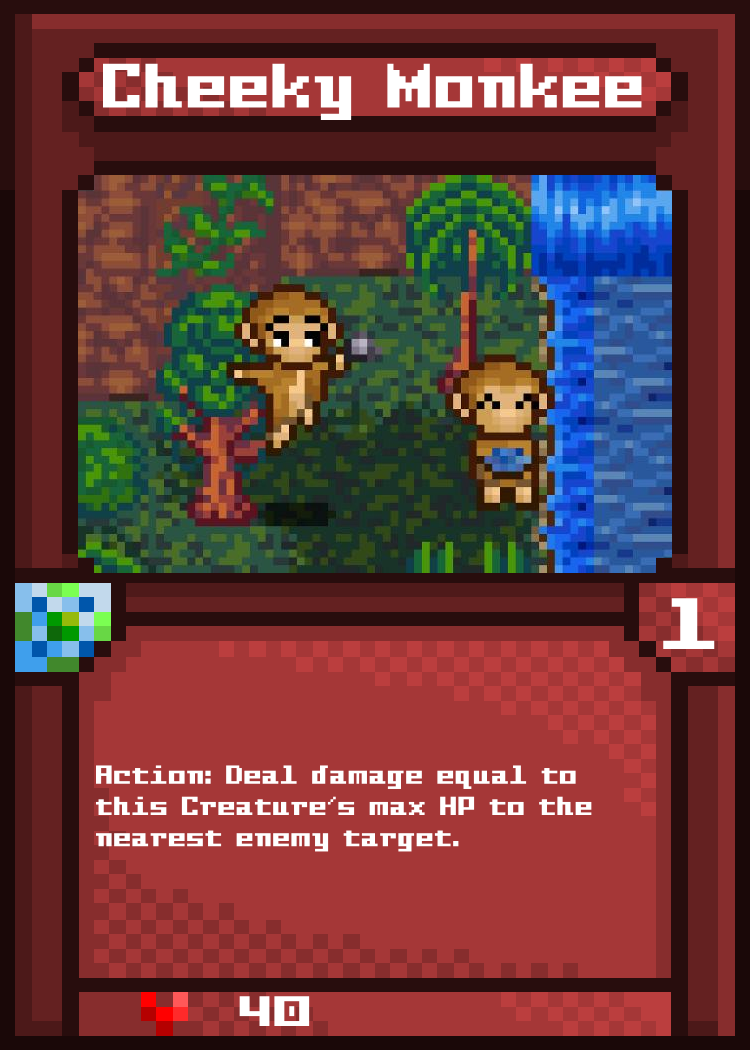 Cheeky Monkee
1
Action: Deal damage equal to
this Creature's max HP to the
nearest enemy target.
40